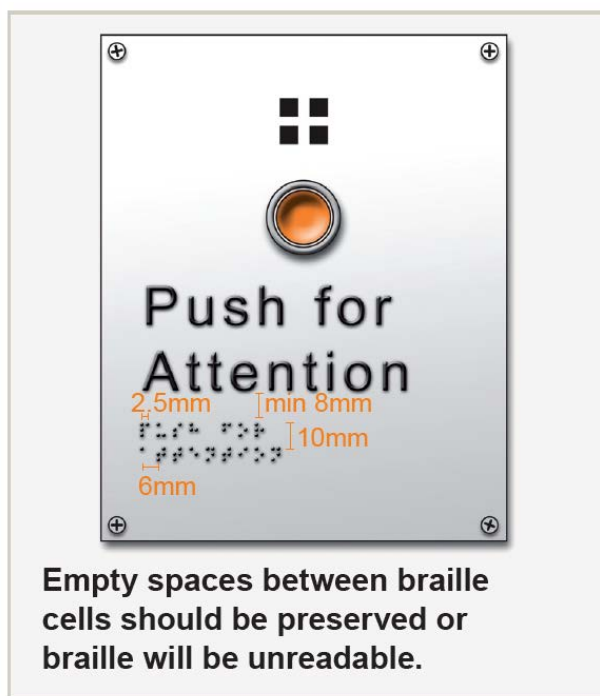 Push for
Attention
2.5mm
min 8mm
⠏⠥⠎⠓ ⠋⠕⠗
10mm
⠁⠞⠞⠑⠝⠞⠊⠕⠝
6mm
Empty spaces between braille
cells should be preserved or
braille will be unreadable.